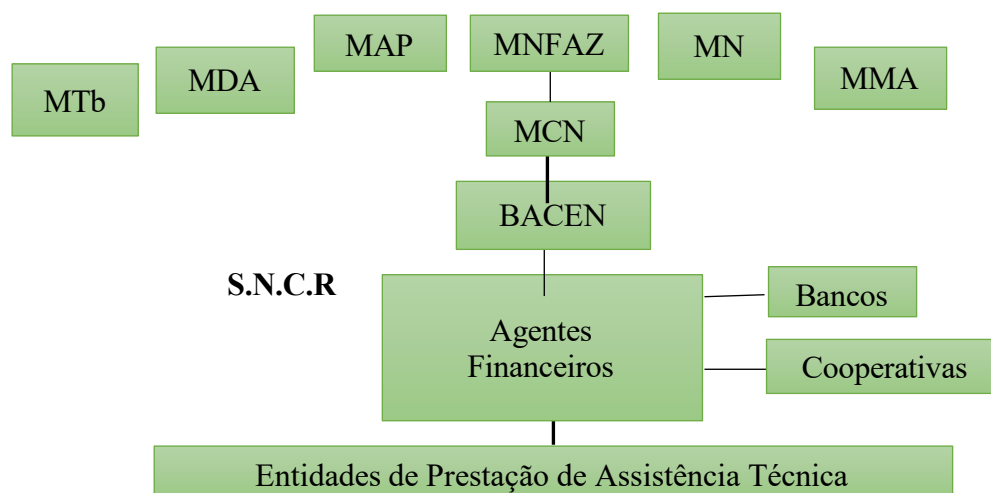 MTb
MDA
MAP
MNFAZ
MN
MMA
MCN
BACEN
S.N.C.R
Agentes
Financeiros
Bancos
Cooperativas
Entidades de Prestação de Assistência Técnica